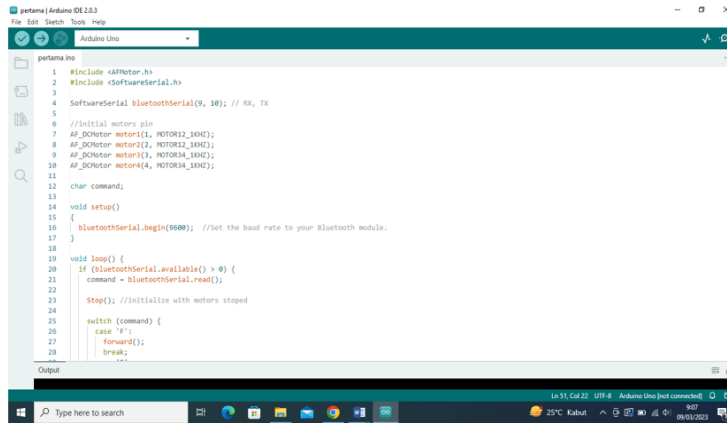 pertama | Arduino IDE 2.0.3
File Edit Sketch Tools Help
Arduino Uno
pertama.ino
1 #include <AFMotor.h>
2 #include <SoftwareSerial.h>
3
4 SoftwareSerial bluetoothSerial(9, 10); // RX, TX
5
6 //initial motors pin
7 AF_DCMotor motor1(1, MOTOR12_1KHZ);
8 AF_DCMotor motor2(2, MOTOR12_1KHZ);
9 AF_DCMotor motor3(3, MOTOR34_1KHZ);
10 AF_DCMotor motor4(4, MOTOR34_1KHZ);
11
12 char command;
13
14 void setup()
15 {
16 bluetoothSerial.begin(9600); //Set the baud rate to your Bluetooth module.
17 }
18
19 void loop() {
20 if (bluetoothSerial.available() > 0) {
21 command = bluetoothSerial.read();
22
23 Stop(); //initialize with motors stoped
24
25 switch (command) {
26 case 'F':
27 forward();
28 break;
Output
Ln 51, Col 22 UTF-8 Arduino Uno [not connected]
Type here to search
25°C Kabut
9:07
09/03/2023